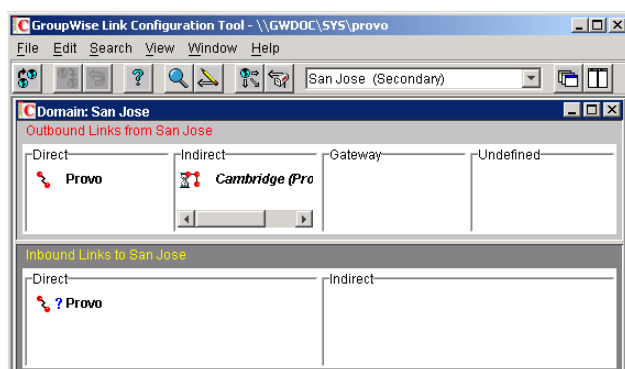 GroupWise Link Configuration Tool - \\GWDOC\SYS\provo
File Edit Search View Window Help
San Jose (Secondary)
Domain: San Jose
Outbound Links from San Jose
Direct Indirect Gateway Undefined
Provo Cambridge (Pro
Inbound Links to San Jose
Direct Indirect
? Provo